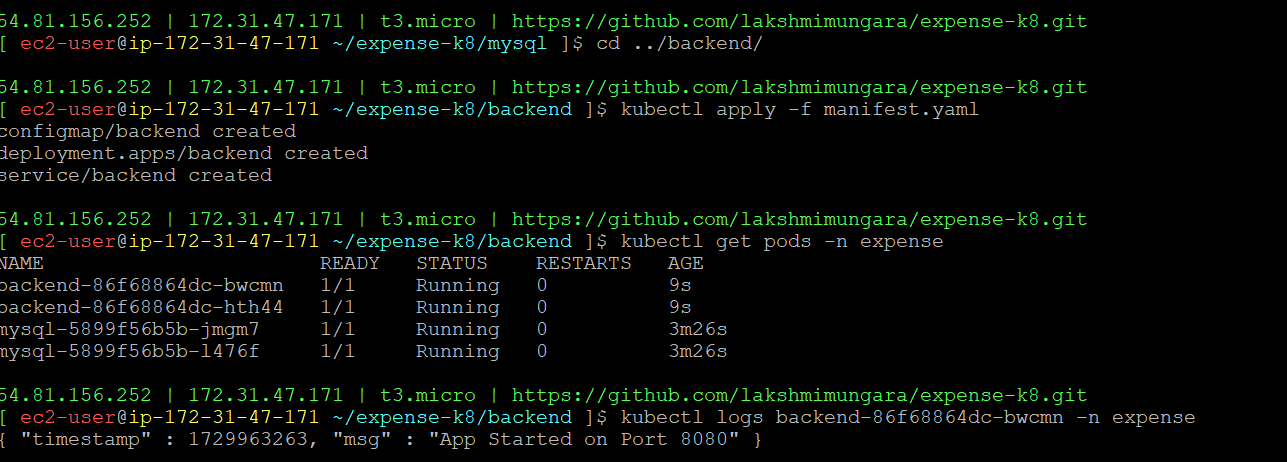 54.81.156.252 | 172.31.47.171 | t3.micro | https://github.com/lakshmimungara/expense-k8.git
[ ec2-user@ip-172-31-47-171 ~/expense-k8/mysql ]$ cd ../backend/
54.81.156.252 | 172.31.47.171 | t3.micro | https://github.com/lakshmimungara/expense-k8.git
[ ec2-user@ip-172-31-47-171 ~/expense-k8/backend ]$ kubectl apply -f manifest.yaml
configmap/backend created
deployment.apps/backend created
service/backend created
54.81.156.252 | 172.31.47.171 | t3.micro | https://github.com/lakshmimungara/expense-k8.git
[ ec2-user@ip-172-31-47-171 ~/expense-k8/backend ]$ kubectl get pods -n expense
NAME READY STATUS RESTARTS AGE
backend-86f68864dc-bwcmn 1/1 Running 0 9s
backend-86f68864dc-hth44 1/1 Running 0 9s
mysql-5899f56b5b-jmgm7 1/1 Running 0 3m26s
mysql-5899f56b5b-l476f 1/1 Running 0 3m26s
54.81.156.252 | 172.31.47.171 | t3.micro | https://github.com/lakshmimungara/expense-k8.git
[ ec2-user@ip-172-31-47-171 ~/expense-k8/backend ]$ kubectl logs backend-86f68864dc-bwcmn -n expense
{ "timestamp" : 1729963263, "msg" : "App Started on Port 8080" }